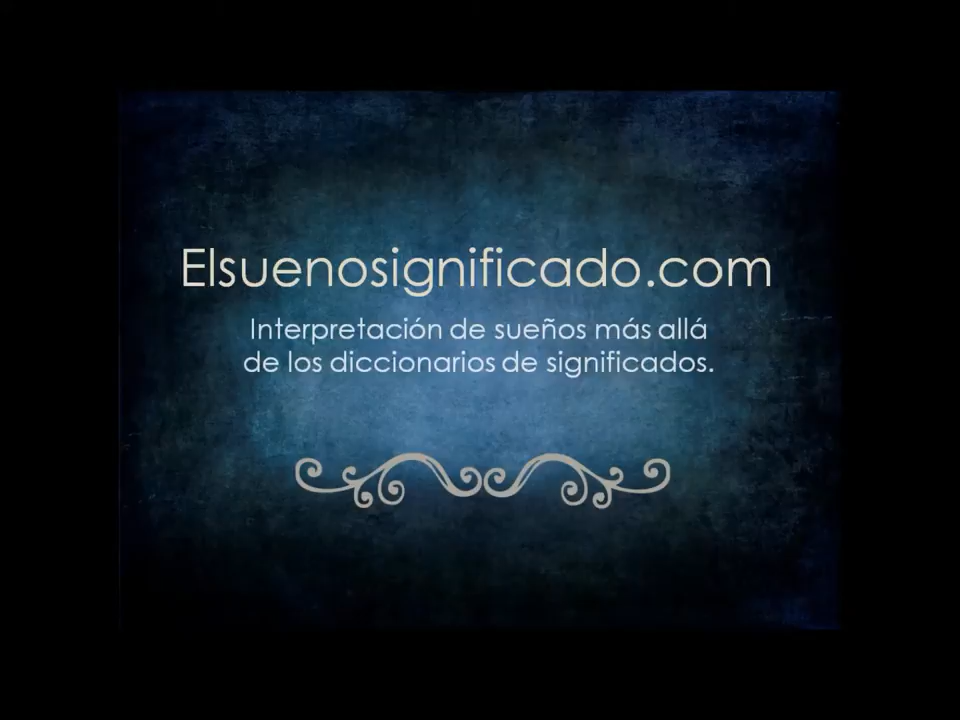 Elsuenosignificado.com
Interpretación de sueños más allá
de los diccionarios de significados.